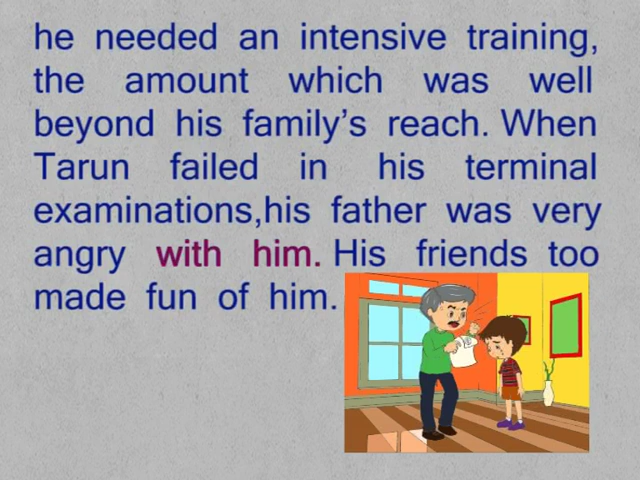 he needed an intensive training,
the amount which was well
beyond his family’s reach. When
Tarun failed in his terminal
examinations,his father was very
angry with him. His friends too
made fun of him.